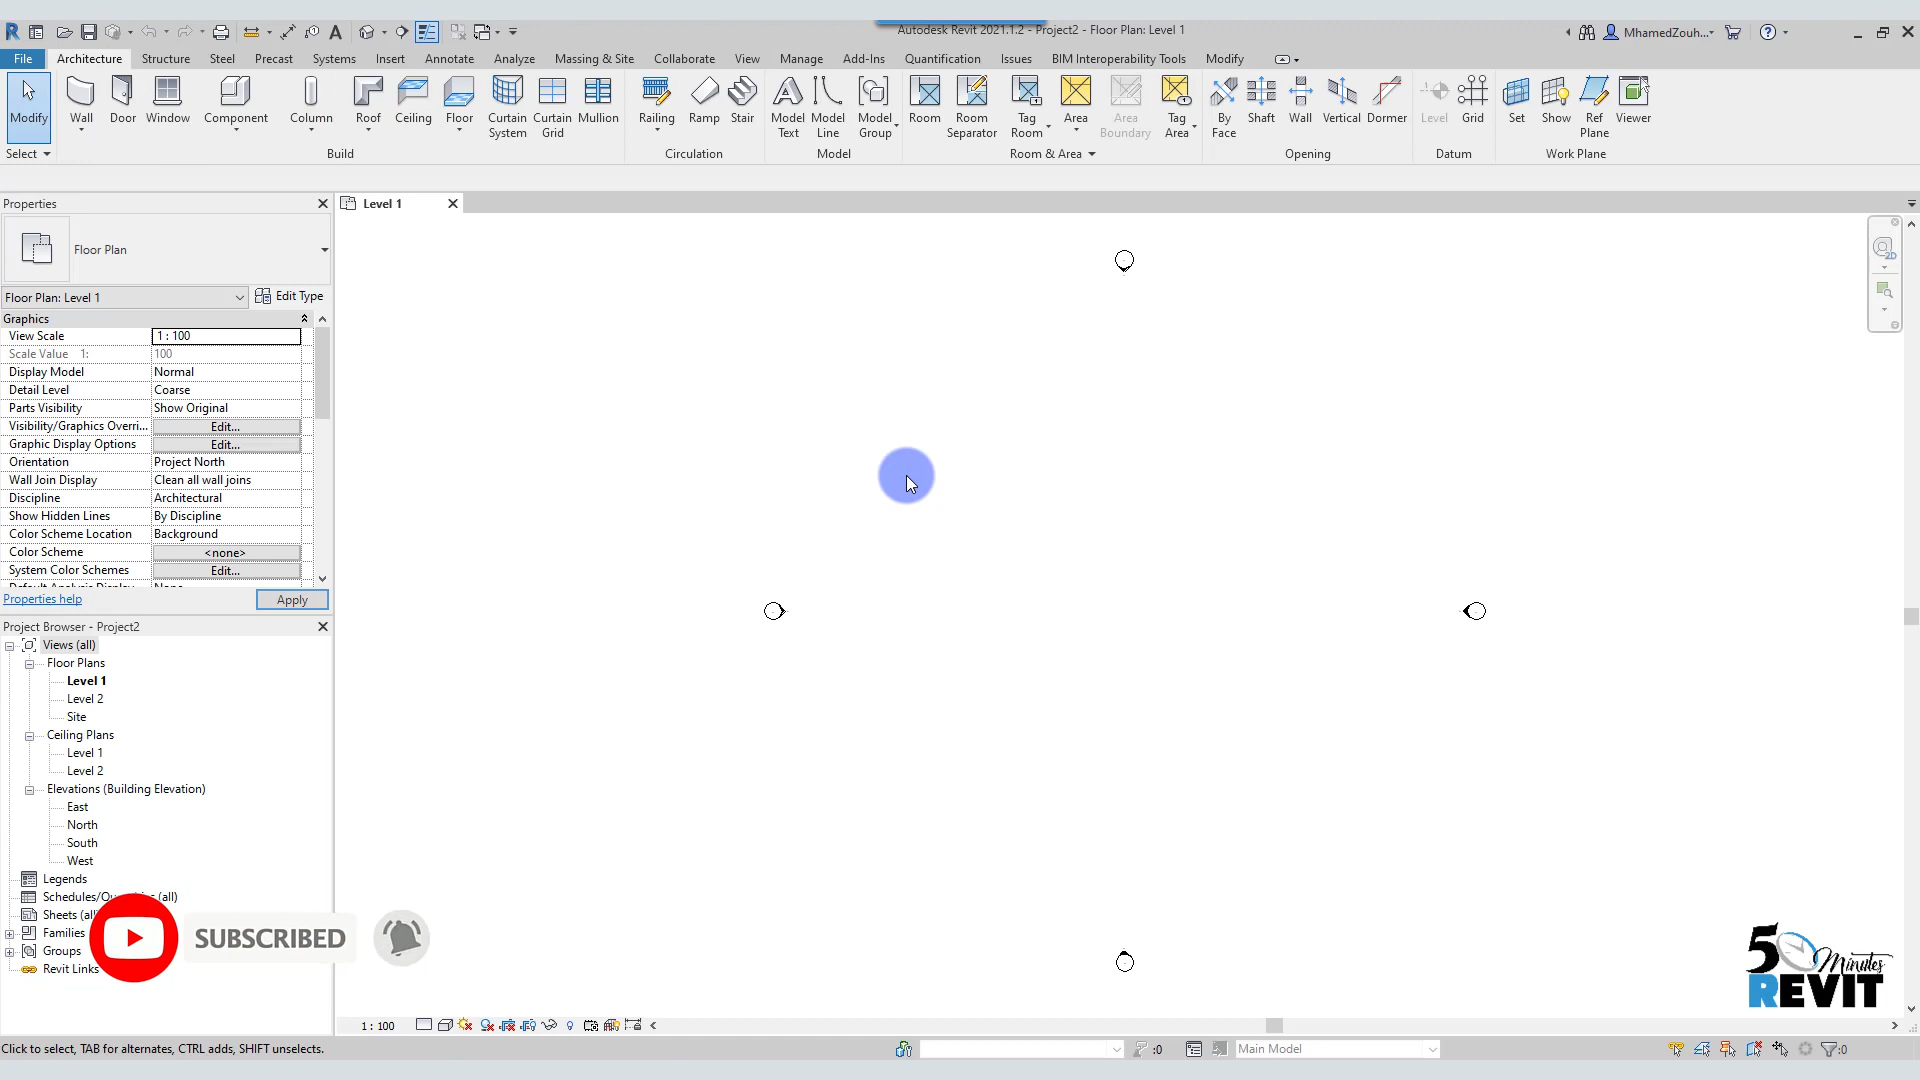 Autodesk Revit 2021.1.2 - Project2 - Floor Plan: Level 1
MhamedZouh...
File Architecture Structure Steel Precast Systems Insert Annotate Analyze Massing & Site Collaborate View Manage Add-Ins Quantification Issues BIM Interoperability Tools Modify
Modify Wall Door Window Component Column Roof Ceiling Floor Curtain System Curtain Grid Mullion Railing Ramp Stair Model Text Model Line Model Group Room Room Separator Tag Room Area Area Boundary Tag Area By Face Shaft Wall Vertical Dormer Level Grid Set Show Ref Plane Viewer
Select Build Circulation Model Room & Area Opening Datum Work Plane
Properties
Level 1
Floor Plan
Floor Plan: Level 1 Edit Type
Graphics
View Scale 1 : 100
Scale Value 1: 100
Display Model Normal
Detail Level Coarse
Parts Visibility Show Original
Visibility/Graphics Overri... Edit...
Graphic Display Options Edit...
Orientation Project North
Wall Join Display Clean all wall joins
Discipline Architectural
Show Hidden Lines By Discipline
Color Scheme Location Background
Color Scheme <none>
System Color Schemes Edit...
Properties help Apply
Project Browser - Project2
Views (all)
Floor Plans
Level 1
Level 2
Site
Ceiling Plans
Level 1
Level 2
Elevations (Building Elevation)
East
North
South
West
Legends
(all)
Sheets
Families
Groups
Revit Links
SUBSCRIBED
5 Minutes
REVIT
2D
1 : 100
Click to select, TAB for alternates, CTRL adds, SHIFT unselects.
:0
Main Model
:0